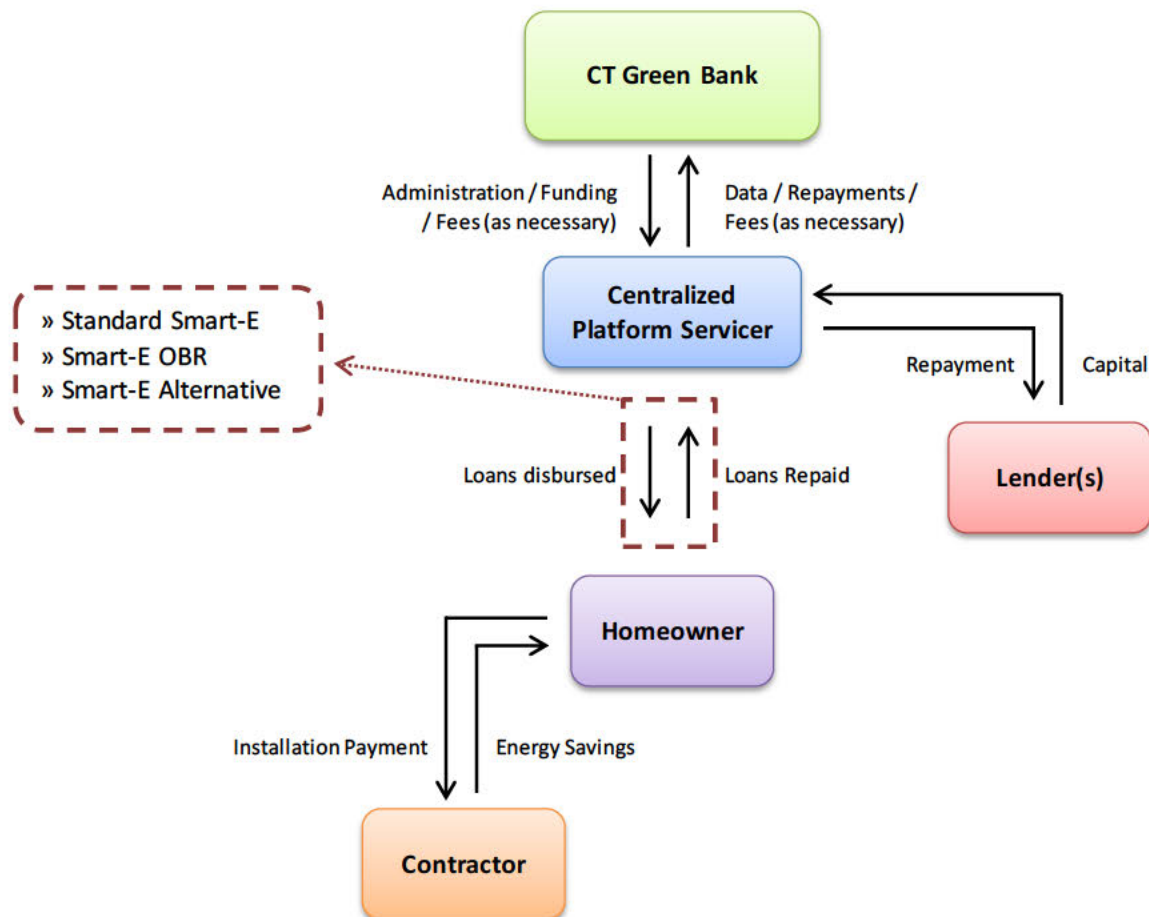 CT Green Bank
Administration / Funding
/ Fees (as necessary)
Data / Repayments /
Fees (as necessary)
Centralized
Platform Servicer
» Standard Smart-E
» Smart-E OBR
» Smart-E Alternative
Repayment
Capital
Lender(s)
Loans disbursed
Loans Repaid
Homeowner
Installation Payment
Energy Savings
Contractor